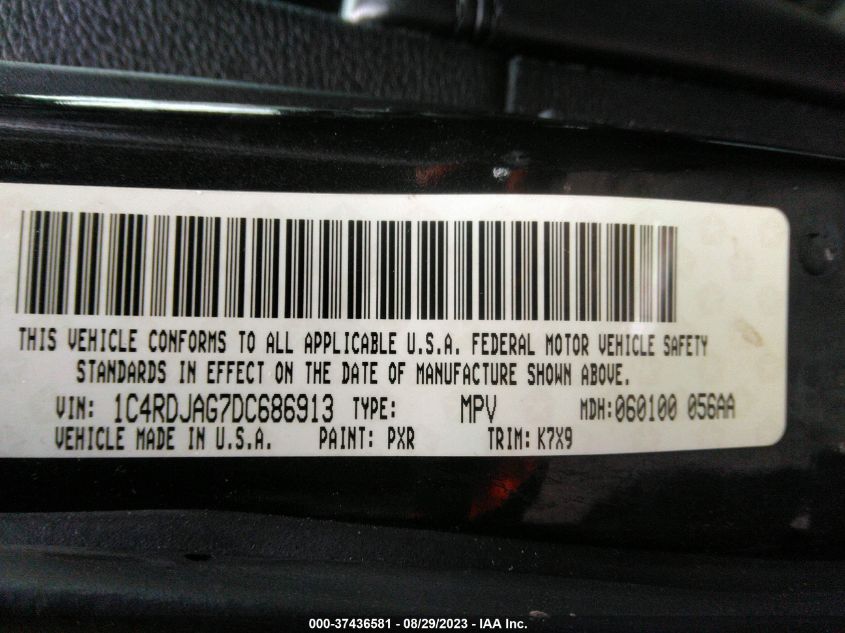 THIS VEHICLE CONFORMS TO ALL APPLICABLE U.S.A. FEDERAL MOTOR VEHICLE SAFETY
STANDARDS IN EFFECT ON THE DATE OF MANUFACTURE SHOWN ABOVE.
VIN: 1C4RDJAG7DC686913 TYPE: MPV MDH: 060100 056AA
VEHICLE MADE IN U.S.A. PAINT: PXR TRIM: K7X9
000-37436581 - 08/29/2023 - IAA Inc.